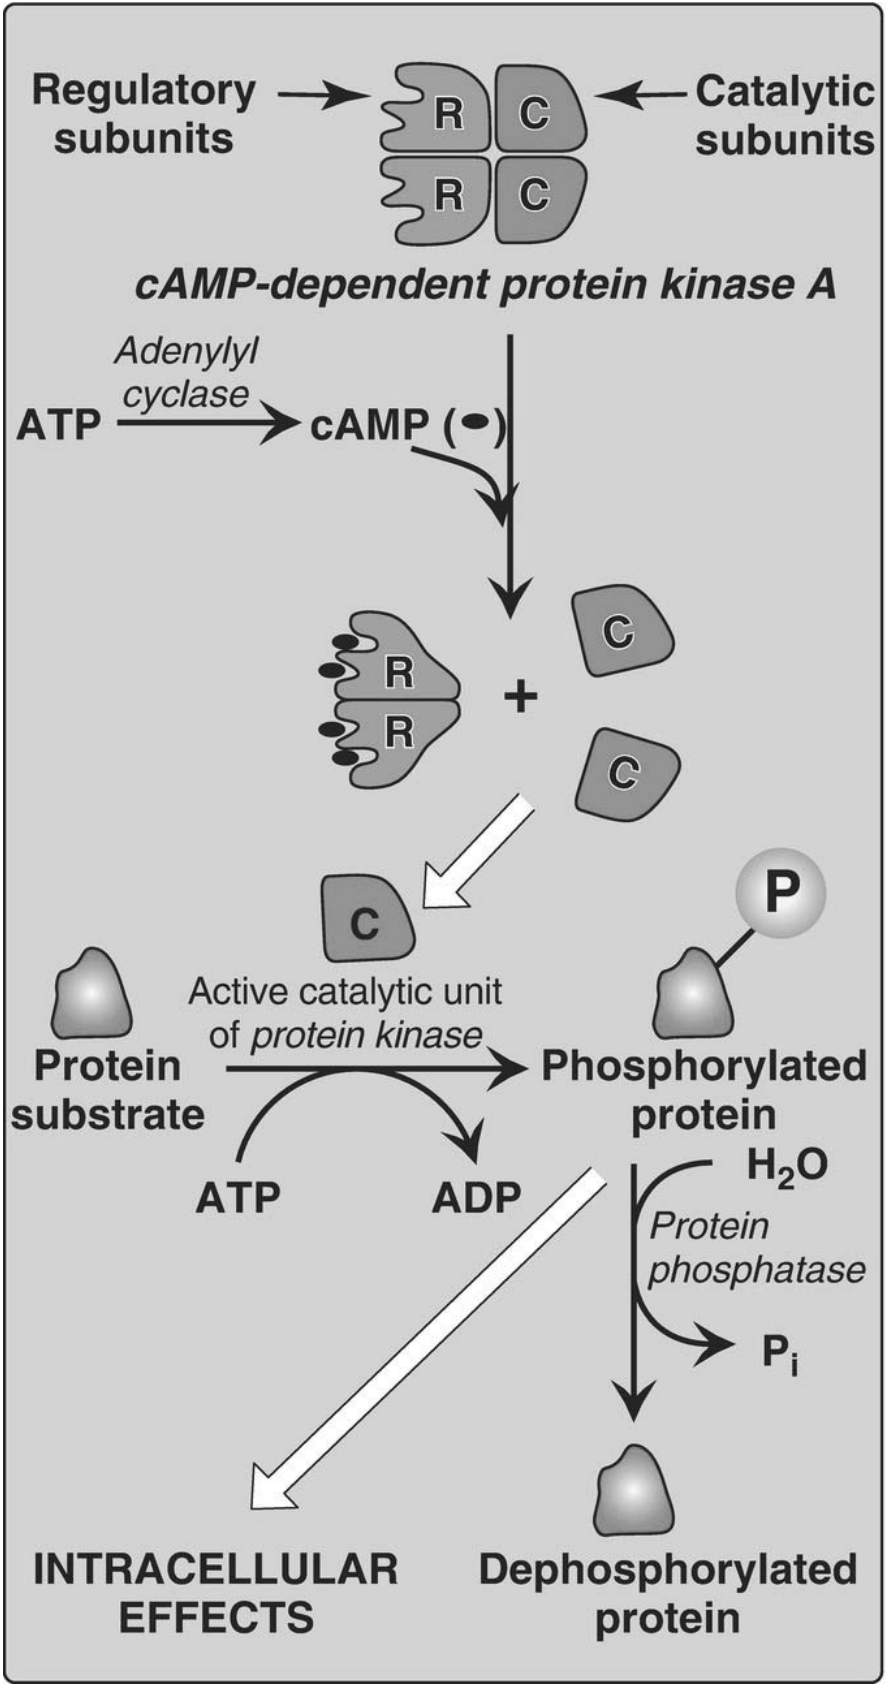 Regulatory
subunits
R
C
Catalytic
subunits
R
C
cAMP-dependent protein kinase A
Adenylyl
cyclase
ATP
cAMP ( )
R
R
+
C
C
C
P
Active catalytic unit
of protein kinase
Protein
substrate
Phosphorylated
protein
ATP
ADP
H₂O
Protein
phosphatase
Pᵢ
INTRACELLULAR
EFFECTS
Dephosphorylated
protein